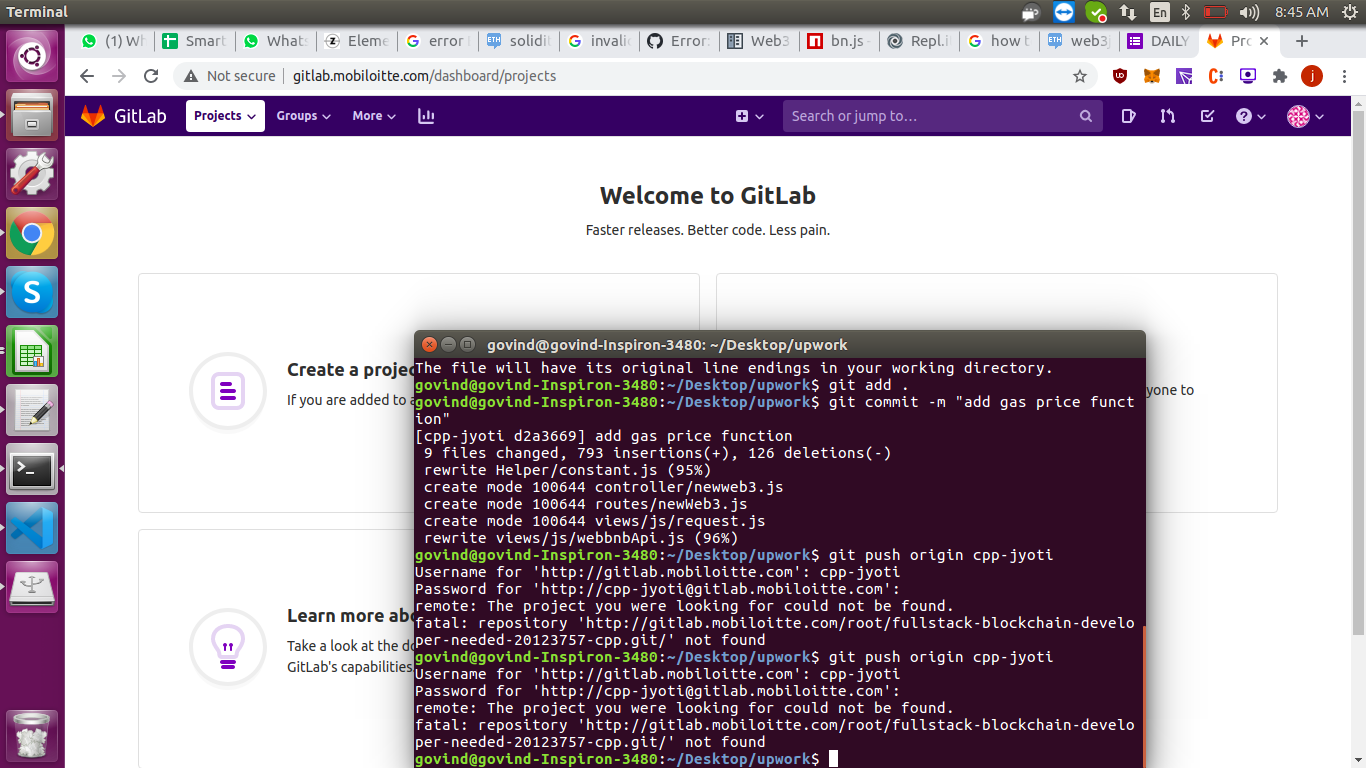 Terminal
En
8:45 AM
(1) Wh
Smart
Whats
Eleme
error
solidit
invalic
Error:
Web3
bn.js
Repl.i
how t
web3j
DAILY
Pro
Not secure
gitlab.mobiloitte.com/dashboard/projects
j
GitLab
Projects
Groups
More
Search or jump to…
Welcome to GitLab
Faster releases. Better code. Less pain.
Create a projec
If you are added to a
yone to
Learn more abo
Take a look at the do
GitLab's capabilities
govind@govind-Inspiron-3480: ~/Desktop/upwork
The file will have its original line endings in your working directory.
govind@govind-Inspiron-3480:~/Desktop/upwork$ git add .
govind@govind-Inspiron-3480:~/Desktop/upwork$ git commit -m "add gas price funct
ion"
[cpp-jyoti d2a3669] add gas price function
 9 files changed, 793 insertions(+), 126 deletions(-)
 rewrite Helper/constant.js (95%)
 create mode 100644 controller/newweb3.js
 create mode 100644 routes/newWeb3.js
 create mode 100644 views/js/request.js
 rewrite views/js/webbnbApi.js (96%)
govind@govind-Inspiron-3480:~/Desktop/upwork$ git push origin cpp-jyoti
Username for 'http://gitlab.mobiloitte.com': cpp-jyoti
Password for 'http://cpp-jyoti@gitlab.mobiloitte.com':
remote: The project you were looking for could not be found.
fatal: repository 'http://gitlab.mobiloitte.com/root/fullstack-blockchain-develo
per-needed-20123757-cpp.git/' not found
govind@govind-Inspiron-3480:~/Desktop/upwork$ git push origin cpp-jyoti
Username for 'http://gitlab.mobiloitte.com': cpp-jyoti
Password for 'http://cpp-jyoti@gitlab.mobiloitte.com':
remote: The project you were looking for could not be found.
fatal: repository 'http://gitlab.mobiloitte.com/root/fullstack-blockchain-develo
per-needed-20123757-cpp.git/' not found
govind@govind-Inspiron-3480:~/Desktop/upwork$